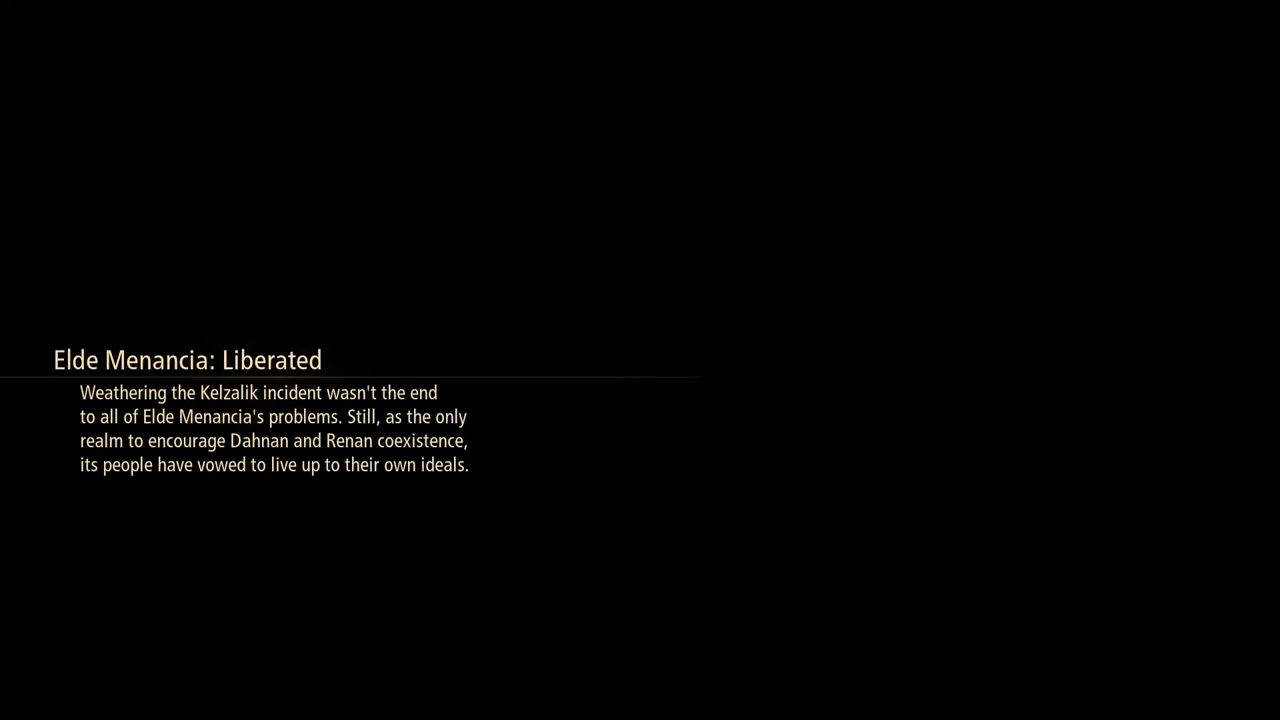 Elde Menancia: Liberated
Weathering the Kelzalik incident wasn't the end
to all of Elde Menancia's problems. Still, as the only
realm to encourage Dahnan and Renan coexistence,
its people have vowed to live up to their own ideals.